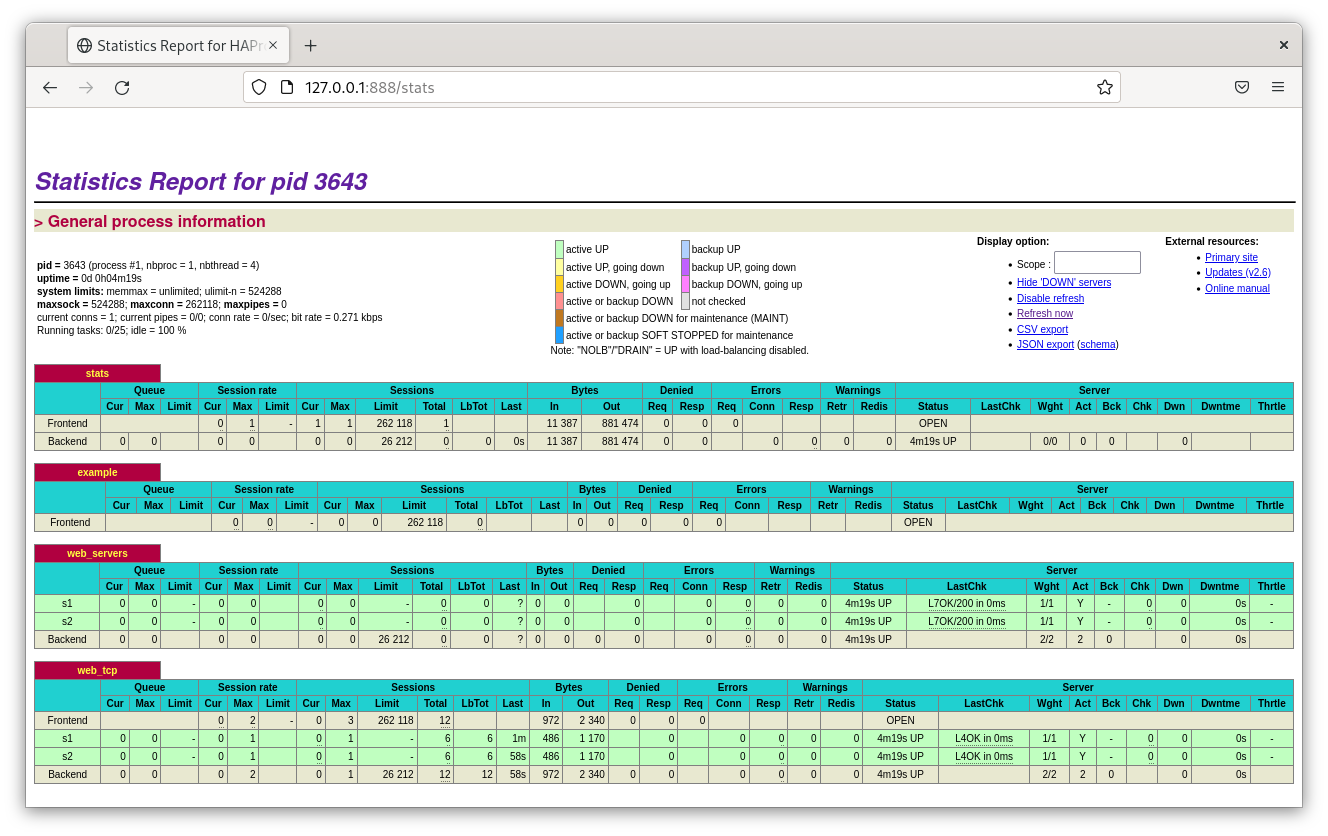 Statistics Report for HAPr
127.0.0.1:888/stats
Statistics Report for pid 3643
> General process information
pid = 3643 (process #1, nbproc = 1, nbthread = 4)
uptime = 0d 0h04m19s
system limits: memmax = unlimited; ulimit-n = 524288
maxsock = 524288; maxconn = 262118; maxpipes = 0
current conns = 1; current pipes = 0/0; conn rate = 0/sec; bit rate = 0.271 kbps
Running tasks: 0/25; idle = 100 %
active UP backup UP
active UP, going down backup UP, going down
active DOWN, going up backup DOWN, going up
active or backup DOWN not checked
active or backup DOWN for maintenance (MAINT)
active or backup SOFT STOPPED for maintenance
Note: "NOLB"/"DRAIN" = UP with load-balancing disabled.
Display option:
• Scope :
• Hide 'DOWN' servers
• Disable refresh
• Refresh now
• CSV export
• JSON export (schema)
External resources:
• Primary site
• Updates (v2.6)
• Online manual
stats
Queue Session rate Sessions Bytes Denied Errors Warnings Server
Cur Max Limit Cur Max Limit Cur Max Limit Total LbTot Last In Out Req Resp Req Conn Resp Retr Redis Status LastChk Wght Act Bck Chk Dwn Dwntme Thrtle
Frontend 0 1 - 1 1 262 118 1 11 387 881 474 0 0 0 OPEN
Backend 0 0 0 0 0 0 26 212 0 0 0s 11 387 881 474 0 0 0 0 0 0 4m19s UP 0/0 0 0 0
example
Queue Session rate Sessions Bytes Denied Errors Warnings Server
Cur Max Limit Cur Max Limit Cur Max Limit Total LbTot Last In Out Req Resp Req Conn Resp Retr Redis Status LastChk Wght Act Bck Chk Dwn Dwntme Thrtle
Frontend 0 0 - 0 0 262 118 0 0 0 0 0 0 OPEN
web_servers
Queue Session rate Sessions Bytes Denied Errors Warnings Server
Cur Max Limit Cur Max Limit Cur Max Limit Total LbTot Last In Out Req Resp Req Conn Resp Retr Redis Status LastChk Wght Act Bck Chk Dwn Dwntme Thrtle
s1 0 0 - 0 0 0 0 - 0 0 ? 0 0 0 0 0 0 0 4m19s UP L7OK/200 in 0ms 1/1 Y - 0 0 0s -
s2 0 0 - 0 0 0 0 - 0 0 ? 0 0 0 0 0 0 0 4m19s UP L7OK/200 in 0ms 1/1 Y - 0 0 0s -
Backend 0 0 0 0 0 0 26 212 0 0 ? 0 0 0 0 0 0 0 0 4m19s UP 2/2 2 0 0 0s
web_tcp
Queue Session rate Sessions Bytes Denied Errors Warnings Server
Cur Max Limit Cur Max Limit Cur Max Limit Total LbTot Last In Out Req Resp Req Conn Resp Retr Redis Status LastChk Wght Act Bck Chk Dwn Dwntme Thrtle
Frontend 0 2 - 0 3 262 118 12 972 2 340 0 0 0 OPEN
s1 0 0 - 0 1 0 1 - 6 6 1m 486 1 170 0 0 0 0 0 4m19s UP L4OK in 0ms 1/1 Y - 0 0 0s -
s2 0 0 - 0 1 0 1 - 6 6 58s 486 1 170 0 0 0 0 0 4m19s UP L4OK in 0ms 1/1 Y - 0 0 0s -
Backend 0 0 0 2 0 1 26 212 12 12 58s 972 2 340 0 0 0 0 0 0 4m19s UP 2/2 2 0 0 0s